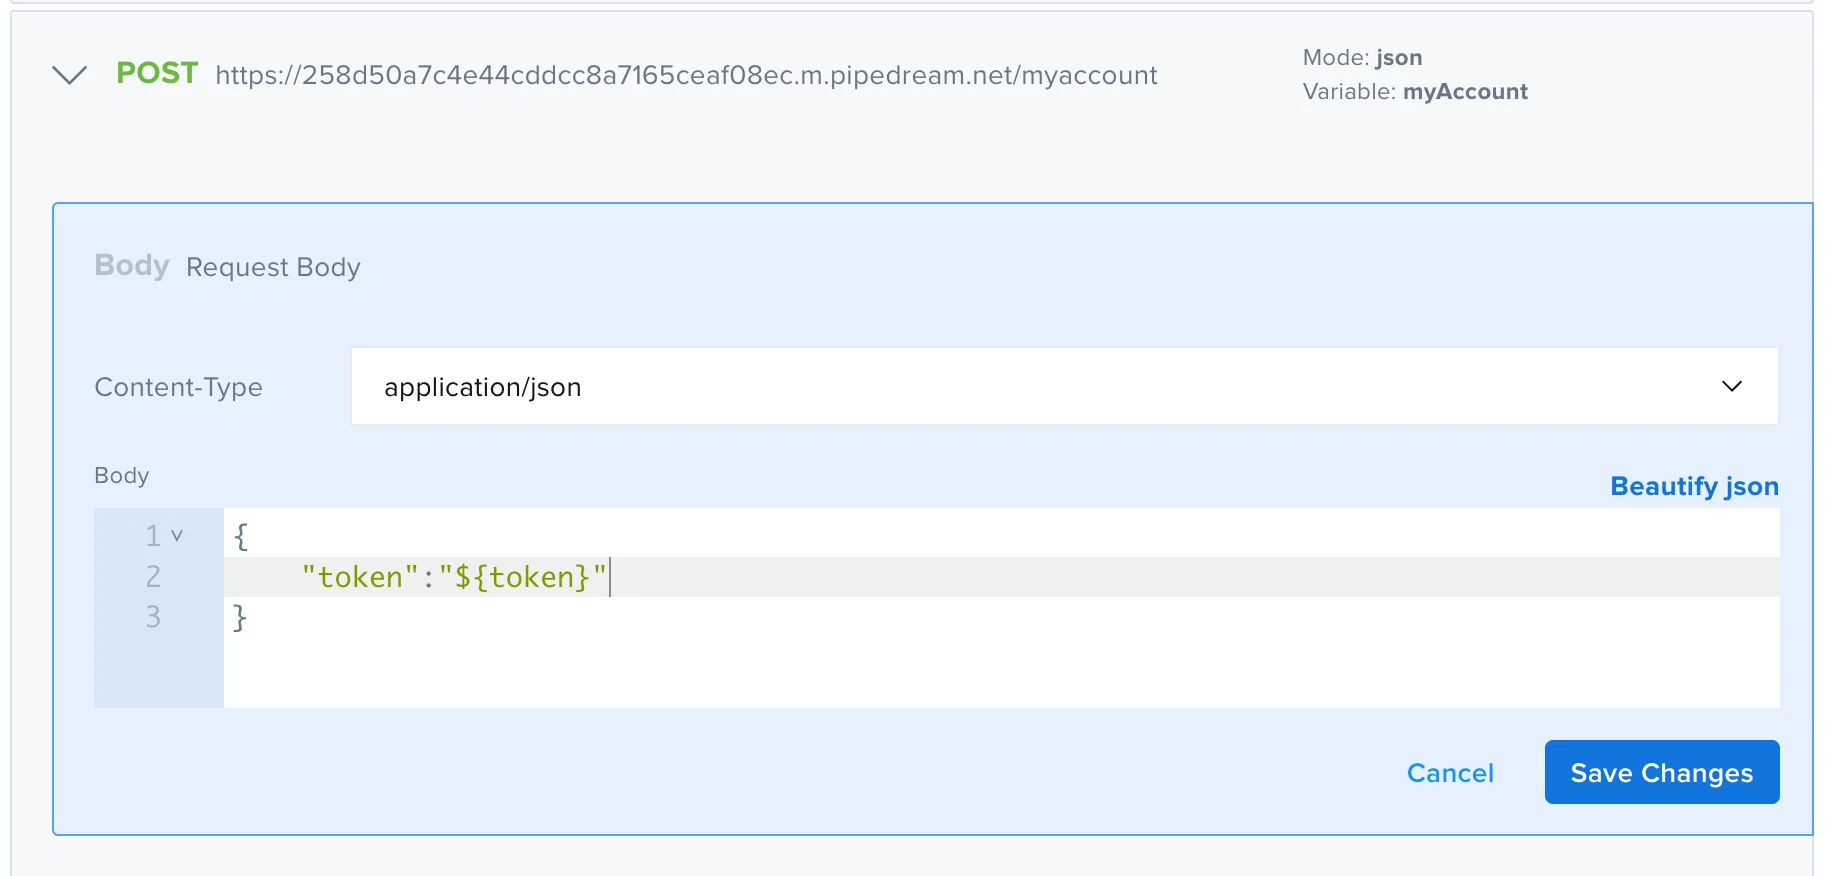 POST https://258d50a7c4e44cddcc8a7165ceaf08ec.m.pipedream.net/myaccount
Mode: json
Variable: myAccount
Body Request Body
Content-Type application/json
Body
Beautify json
1 {
2 "token":"${token}"
3 }
Cancel Save Changes